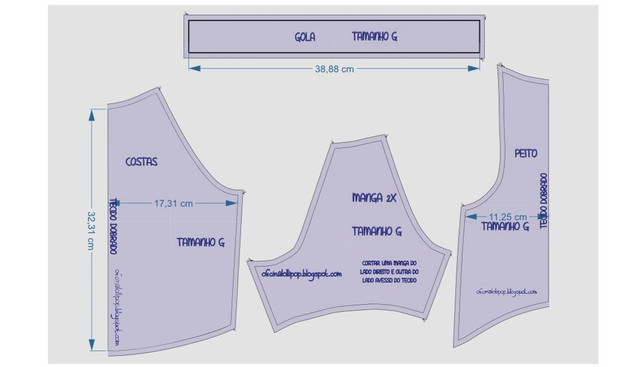 GOLA TAMANHO G
38,88 cm
COSTAS
17,31 cm
32,31 cm
TECIDO DOBRADO
TAMANHO G
oficinalollipop.blogspot.com
MANGA 2X
TAMANHO G
oficinalollipop.blogspot.com
CORTAR UMA MANGA DO
LADO DIREITO E OUTRA DO
LADO AVESSO DO TECIDO
PEITO
TECIDO DOBRADO
11,25 cm
TAMANHO G
oficinalollipop.blogspot.com